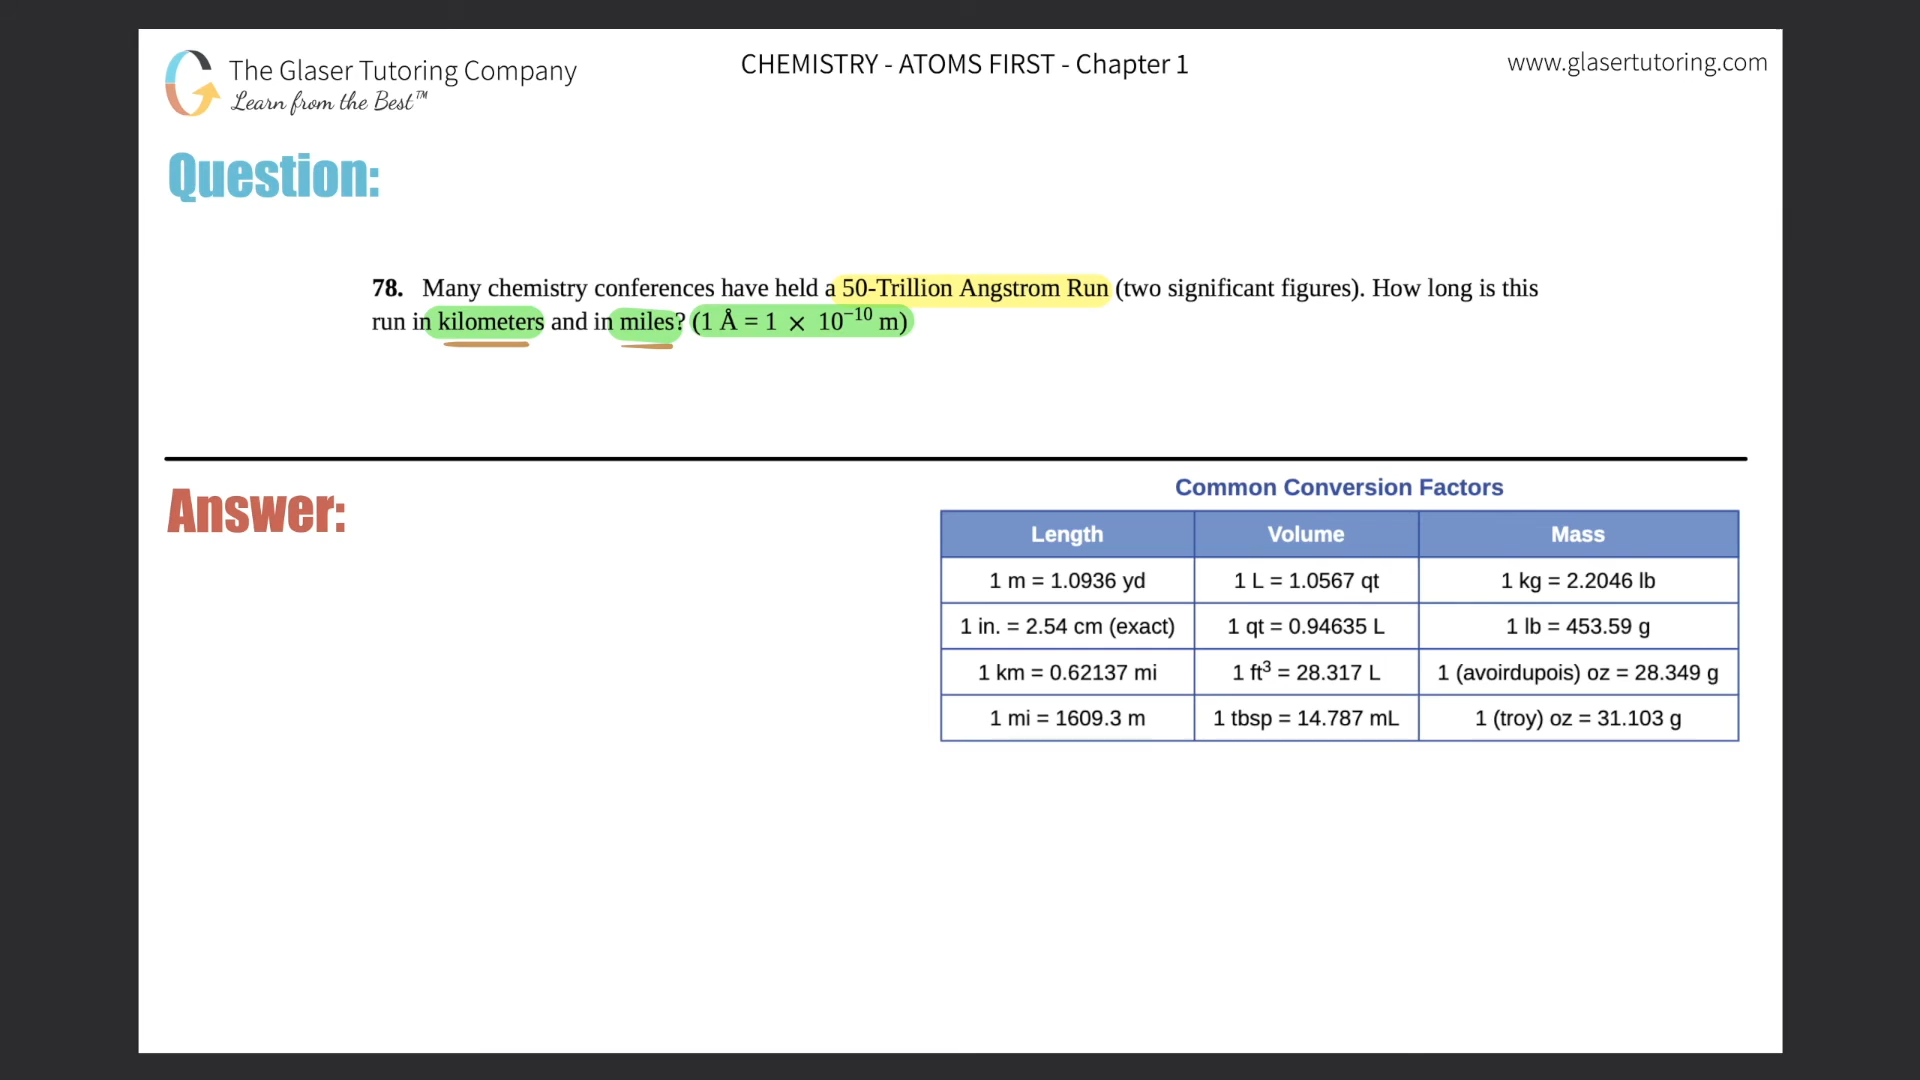 The Glaser Tutoring Company
Learn from the Best™
CHEMISTRY - ATOMS FIRST - Chapter 1
www.glasertutoring.com
Question:
78. Many chemistry conferences have held a 50-Trillion Angstrom Run (two significant figures). How long is this
run in kilometers and in miles? (1 Å = 1 × 10⁻¹⁰ m)
Answer:
Common Conversion Factors
Length Volume Mass
1 m = 1.0936 yd 1 L = 1.0567 qt 1 kg = 2.2046 lb
1 in. = 2.54 cm (exact) 1 qt = 0.94635 L 1 lb = 453.59 g
1 km = 0.62137 mi 1 ft³ = 28.317 L 1 (avoirdupois) oz = 28.349 g
1 mi = 1609.3 m 1 tbsp = 14.787 mL 1 (troy) oz = 31.103 g